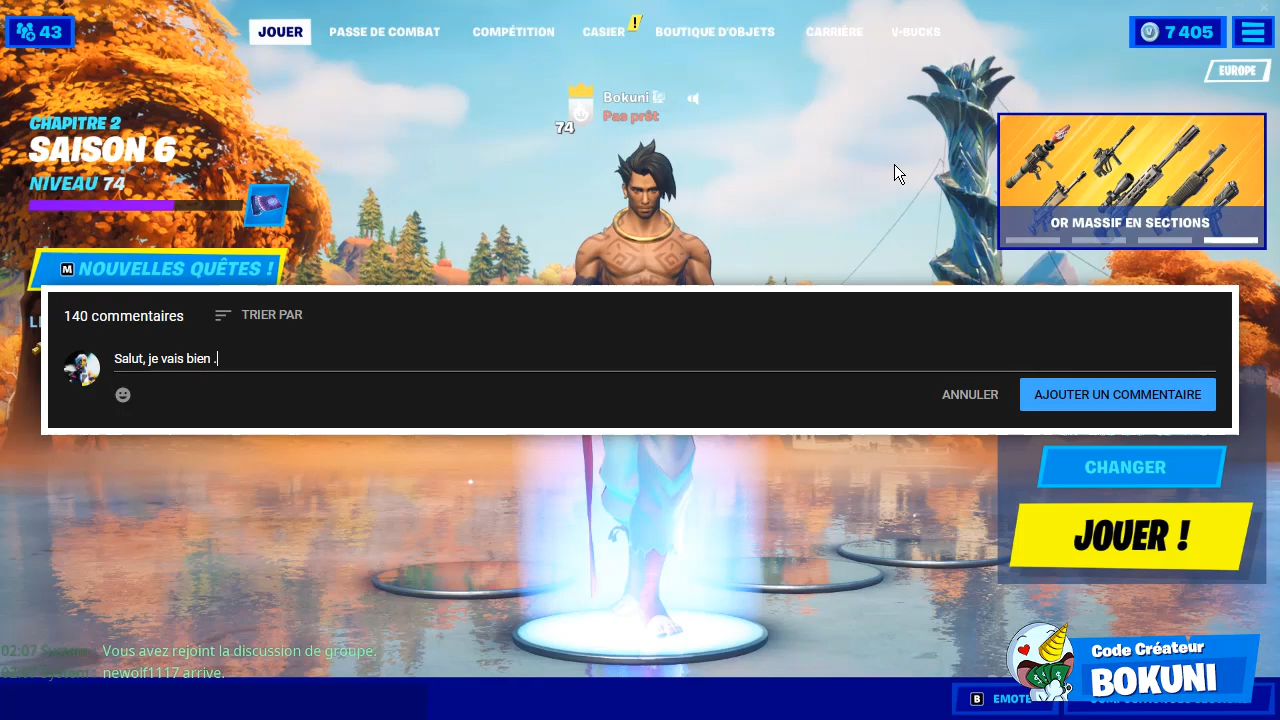 43
JOUER
PASSE DE COMBAT
COMPÉTITION
CASIER
!
BOUTIQUE D'OBJETS
CARRIÈRE
V-BUCKS
7 405
EUROPE
Bokuni
Pas prêt
74
CHAPITRE 2
SAISON 6
NIVEAU 74
OR MASSIF EN SECTIONS
M NOUVELLES QUÊTES !
140 commentaires
TRIER PAR
Salut, je vais bien .
ANNULER
AJOUTER UN COMMENTAIRE
CHANGER
JOUER !
Code Créateur
BOKUNI
02:07 System Vous avez rejoint la discussion de groupe.
newolf1117 arrive.
B EMOTE